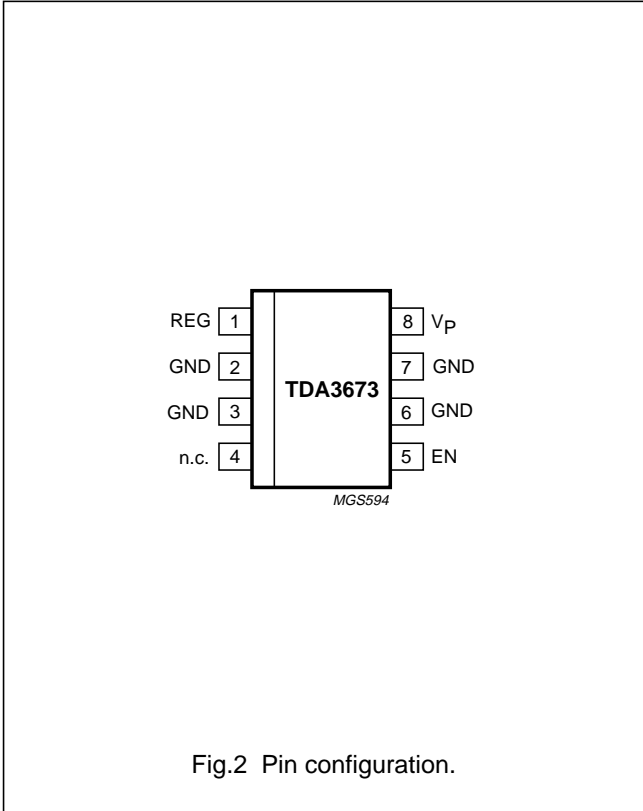 REG 1 8 VP
GND 2 7 GND
TDA3673
GND 3 6 GND
n.c. 4 5 EN
MGS594
Fig.2 Pin configuration.